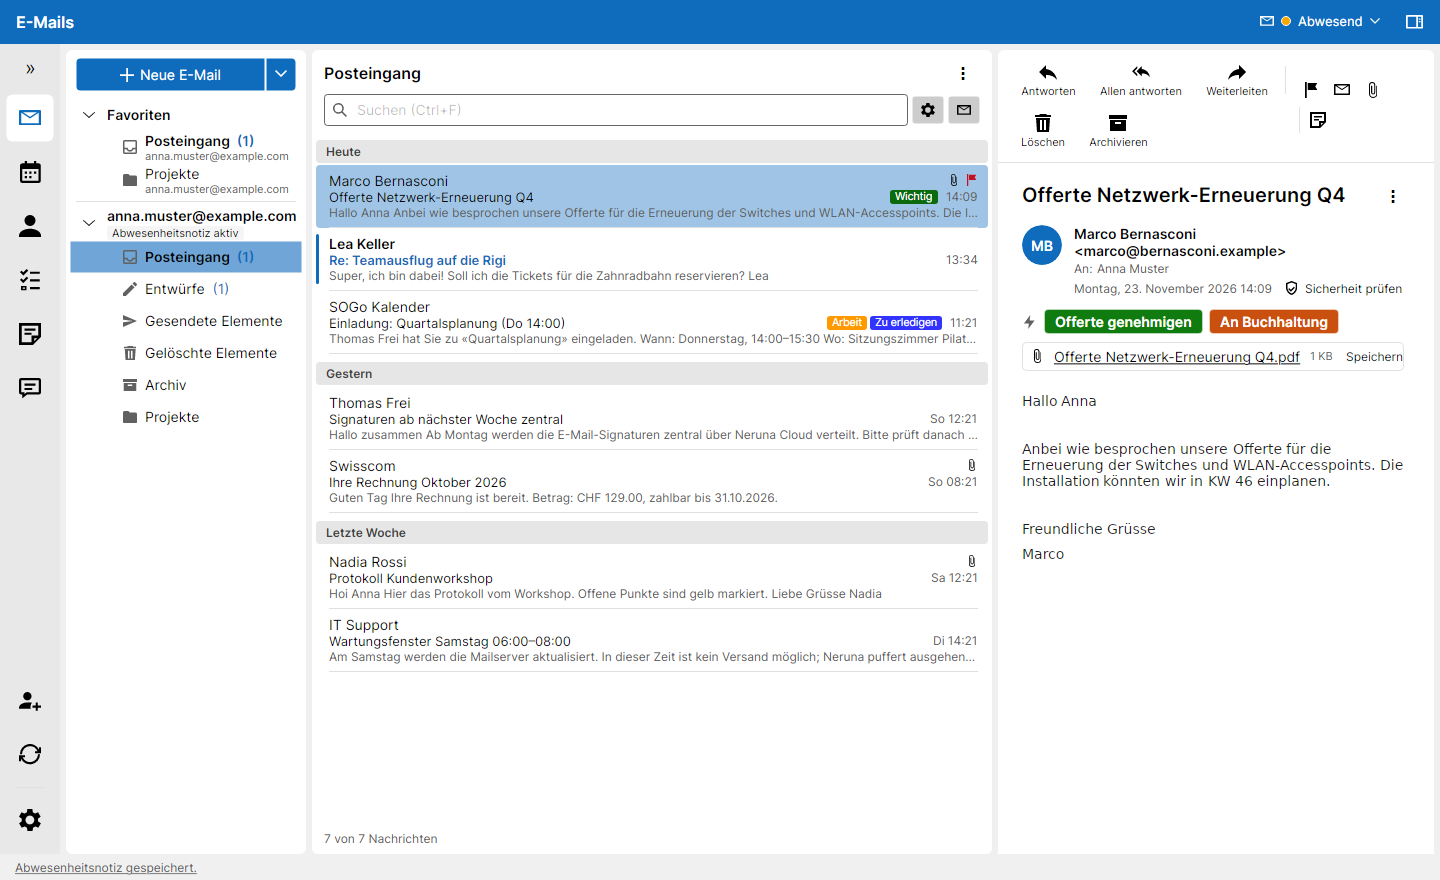 E-Mails
Abwesend
»
Neue E-Mail
Favoriten
Posteingang (1)
anna.muster@example.com
Projekte
anna.muster@example.com
anna.muster@example.com
Abwesenheitsnotiz aktiv
Posteingang (1)
Entwürfe (1)
Gesendete Elemente
Gelöschte Elemente
Archiv
Projekte
Posteingang
Suchen (Ctrl+F)
Heute
Marco Bernasconi
Offerte Netzwerk-Erneuerung Q4 Wichtig 14:09
Hallo Anna Anbei wie besprochen unsere Offerte für die Erneuerung der Switches und WLAN-Accesspoints. Die I...
Lea Keller
Re: Teamausflug auf die Rigi 13:34
Super, ich bin dabei! Soll ich die Tickets für die Zahnradbahn reservieren? Lea
SOGo Kalender
Einladung: Quartalsplanung (Do 14:00) Arbeit Zu erledigen 11:21
Thomas Frei hat Sie zu «Quartalsplanung» eingeladen. Wann: Donnerstag, 14:00–15:30 Wo: Sitzungszimmer Pilat...
Gestern
Thomas Frei
Signaturen ab nächster Woche zentral So 12:21
Hallo zusammen Ab Montag werden die E-Mail-Signaturen zentral über Neruna Cloud verteilt. Bitte prüft danach ...
Swisscom
Ihre Rechnung Oktober 2026 So 08:21
Guten Tag Ihre Rechnung ist bereit. Betrag: CHF 129.00, zahlbar bis 31.10.2026.
Letzte Woche
Nadia Rossi
Protokoll Kundenworkshop Sa 12:21
Hoi Anna Hier das Protokoll vom Workshop. Offene Punkte sind gelb markiert. Liebe Grüsse Nadia
IT Support
Wartungsfenster Samstag 06:00–08:00 Di 14:21
Am Samstag werden die Mailserver aktualisiert. In dieser Zeit ist kein Versand möglich; Neruna puffert ausgehen...
7 von 7 Nachrichten
Antworten Allen antworten Weiterleiten
Löschen Archivieren
Offerte Netzwerk-Erneuerung Q4
MB
Marco Bernasconi
<marco@bernasconi.example>
An: Anna Muster
Montag, 23. November 2026 14:09 Sicherheit prüfen
Offerte genehmigen An Buchhaltung
Offerte Netzwerk-Erneuerung Q4.pdf 1 KB Speichern
Hallo Anna
Anbei wie besprochen unsere Offerte für die
Erneuerung der Switches und WLAN-Accesspoints. Die
Installation könnten wir in KW 46 einplanen.
Freundliche Grüsse
Marco
Abwesenheitsnotiz gespeichert.